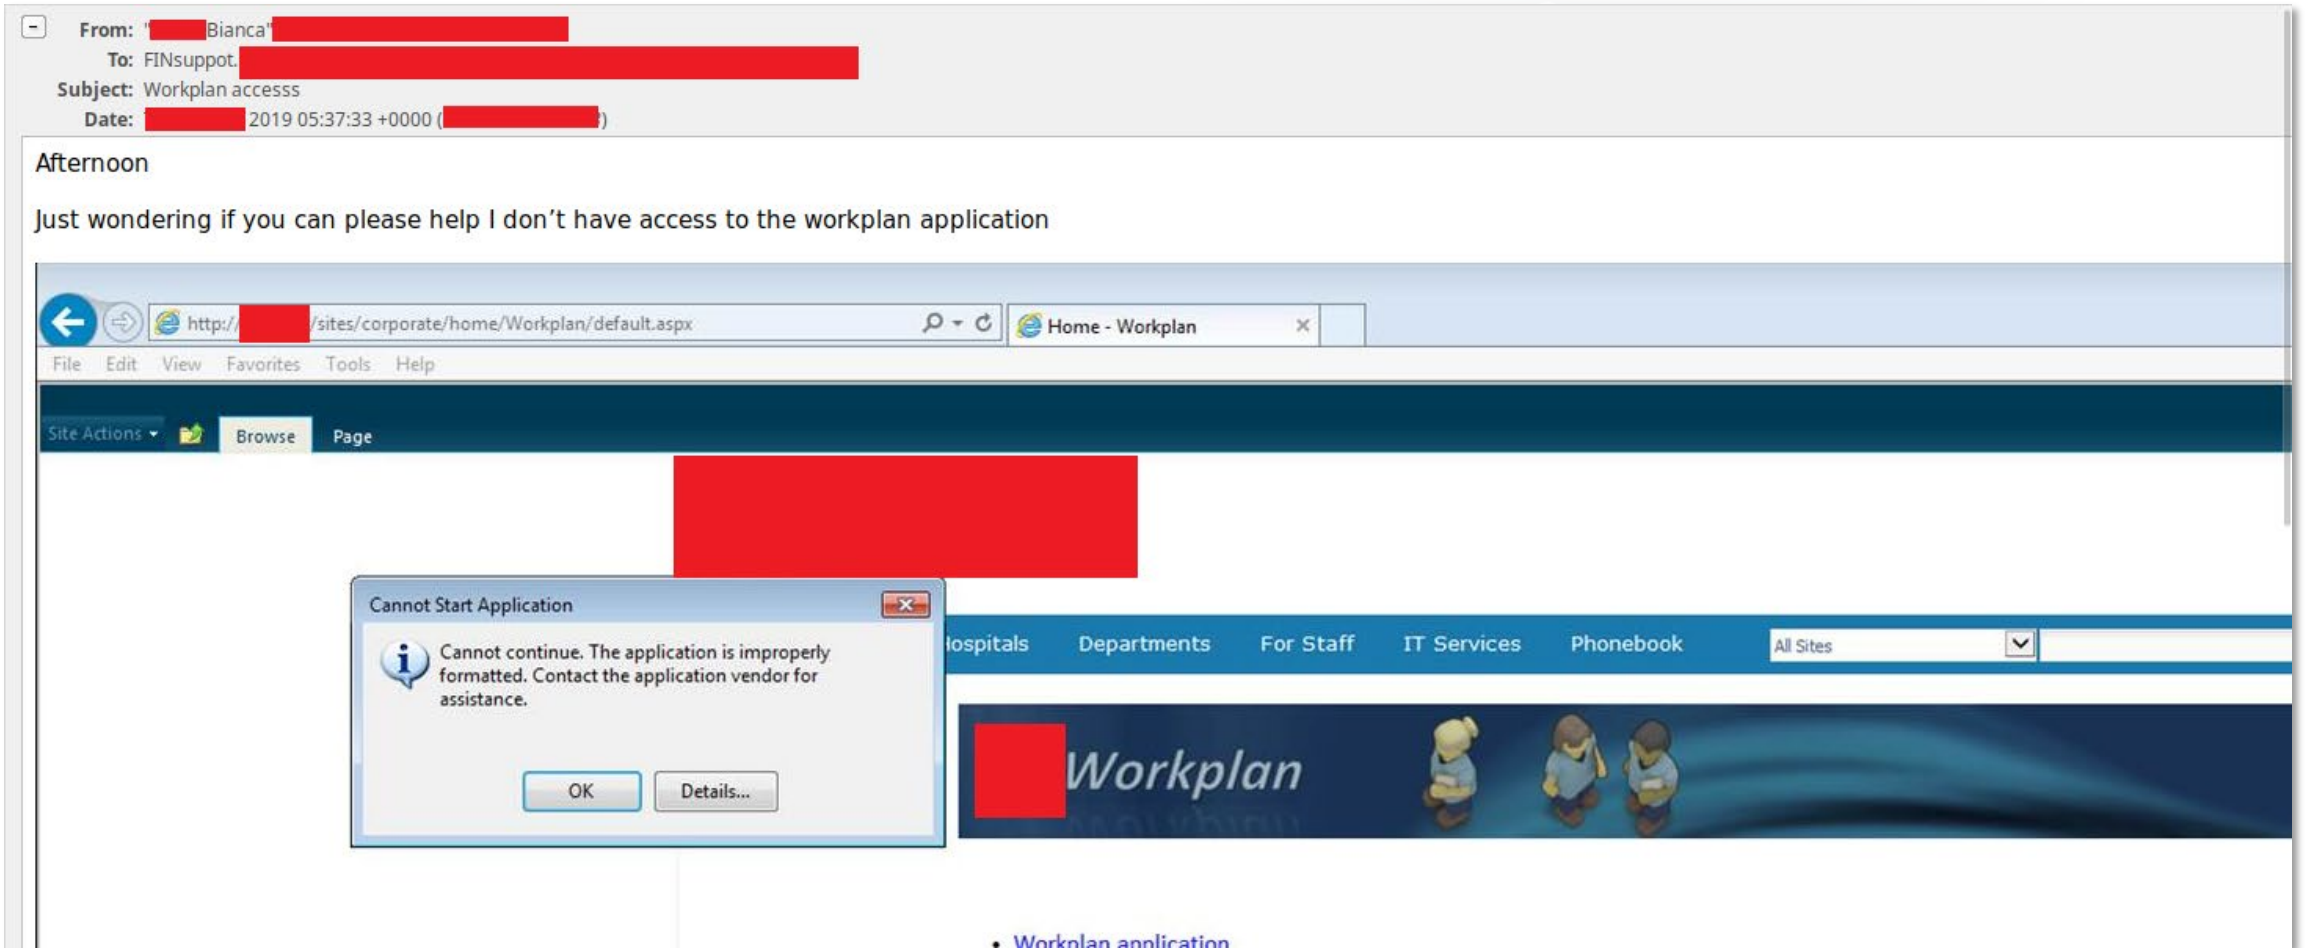 From: " Bianca"
To: FINsuppot.
Subject: Workplan accesss
Date: 2019 05:37:33 +0000 ( )
Afternoon
Just wondering if you can please help I don't have access to the workplan application
http:// /sites/corporate/home/Workplan/default.aspx
Home - Workplan
File Edit View Favorites Tools Help
Site Actions
Browse
Page
Cannot Start Application
Cannot continue. The application is improperly
formatted. Contact the application vendor for
assistance.
OK
Details...
Hospitals Departments For Staff IT Services Phonebook All Sites
Workplan
• Workplan application